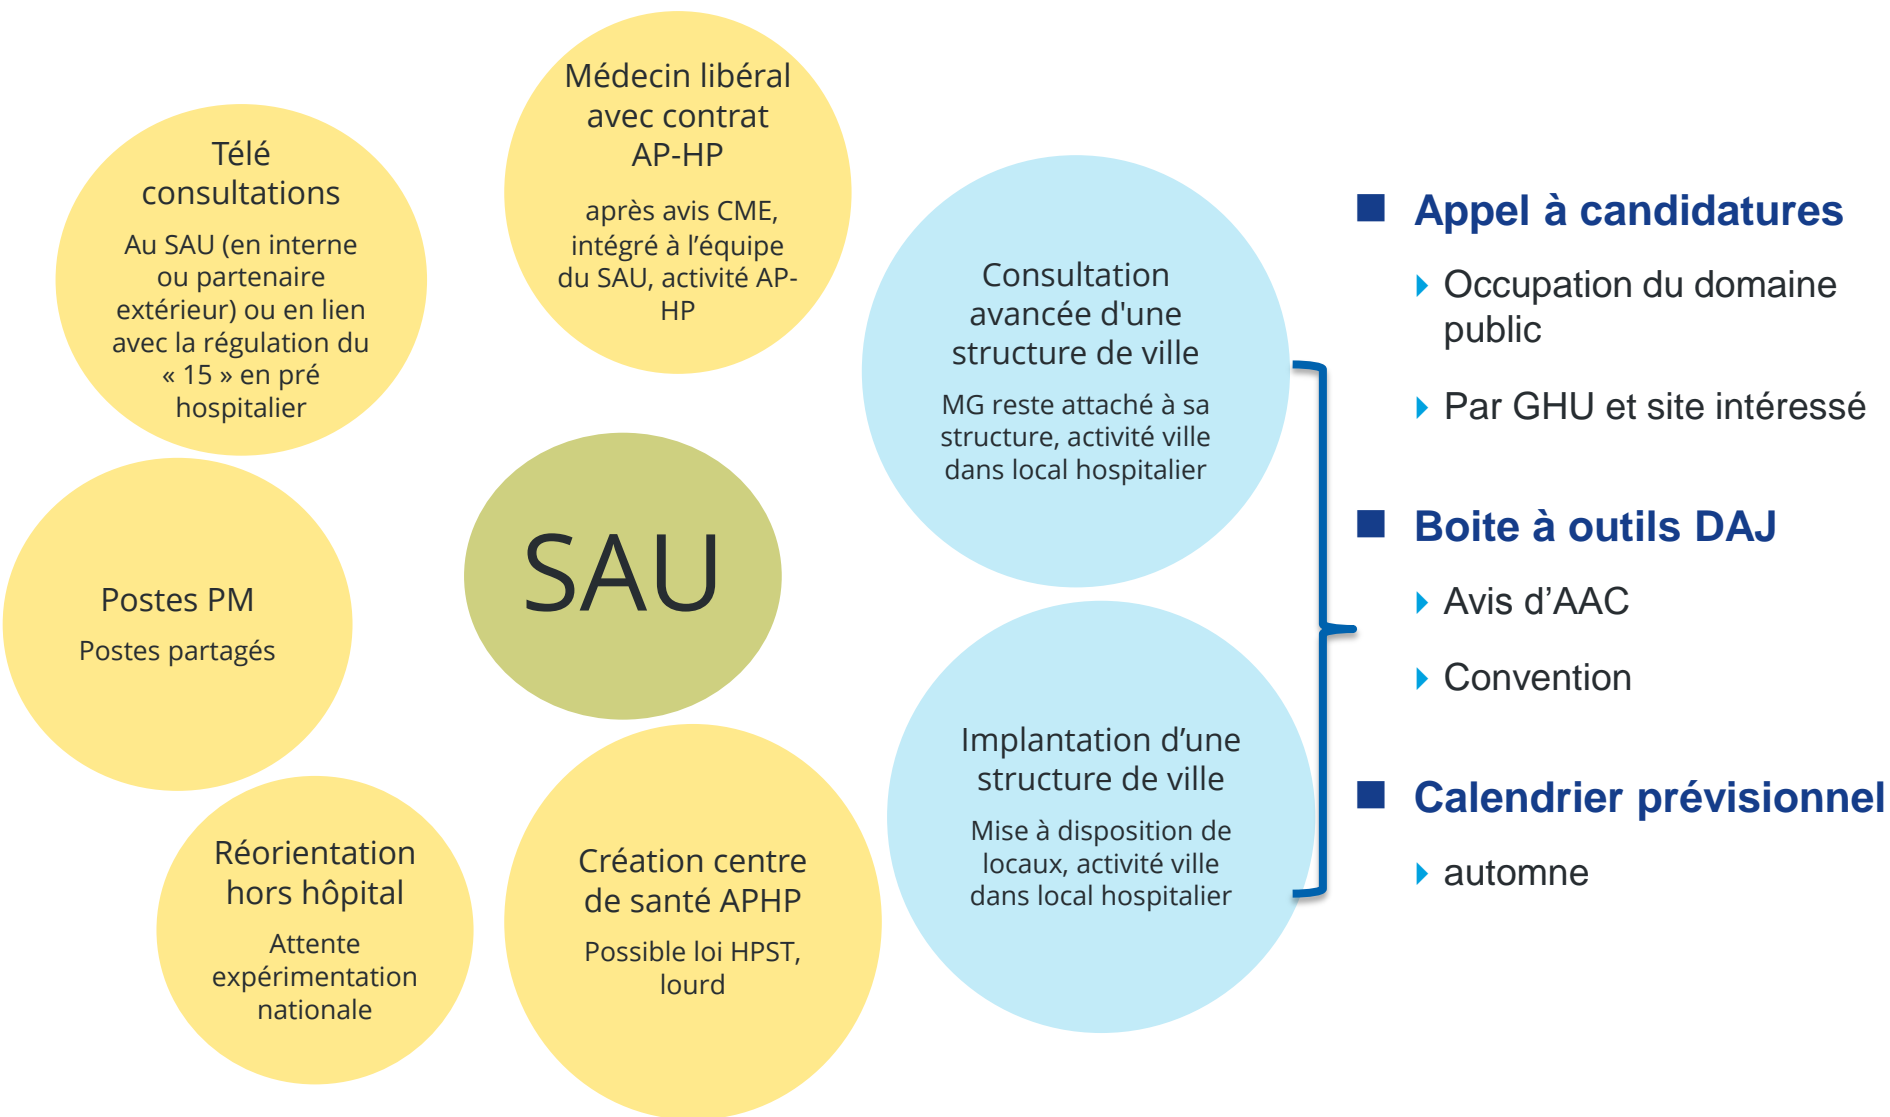 Médecin libéral
avec contrat
AP-HP
après avis CME,
intégré à l’équipe
du SAU, activité AP-
HP
Télé
consultations
Au SAU (en interne
ou partenaire
extérieur) ou en lien
avec la régulation du
« 15 » en pré
hospitalier
Consultation
avancée d'une
structure de ville
MG reste attaché à sa
structure, activité ville
dans local hospitalier
SAU
Postes PM
Postes partagés
Implantation d’une
structure de ville
Mise à disposition de
locaux, activité ville
dans local hospitalier
Réorientation
hors hôpital
Attente
expérimentation
nationale
Création centre
de santé APHP
Possible loi HPST,
lourd
Appel à candidatures
Occupation du domaine
public
Par GHU et site intéressé
Boite à outils DAJ
Avis d’AAC
Convention
Calendrier prévisionnel
automne